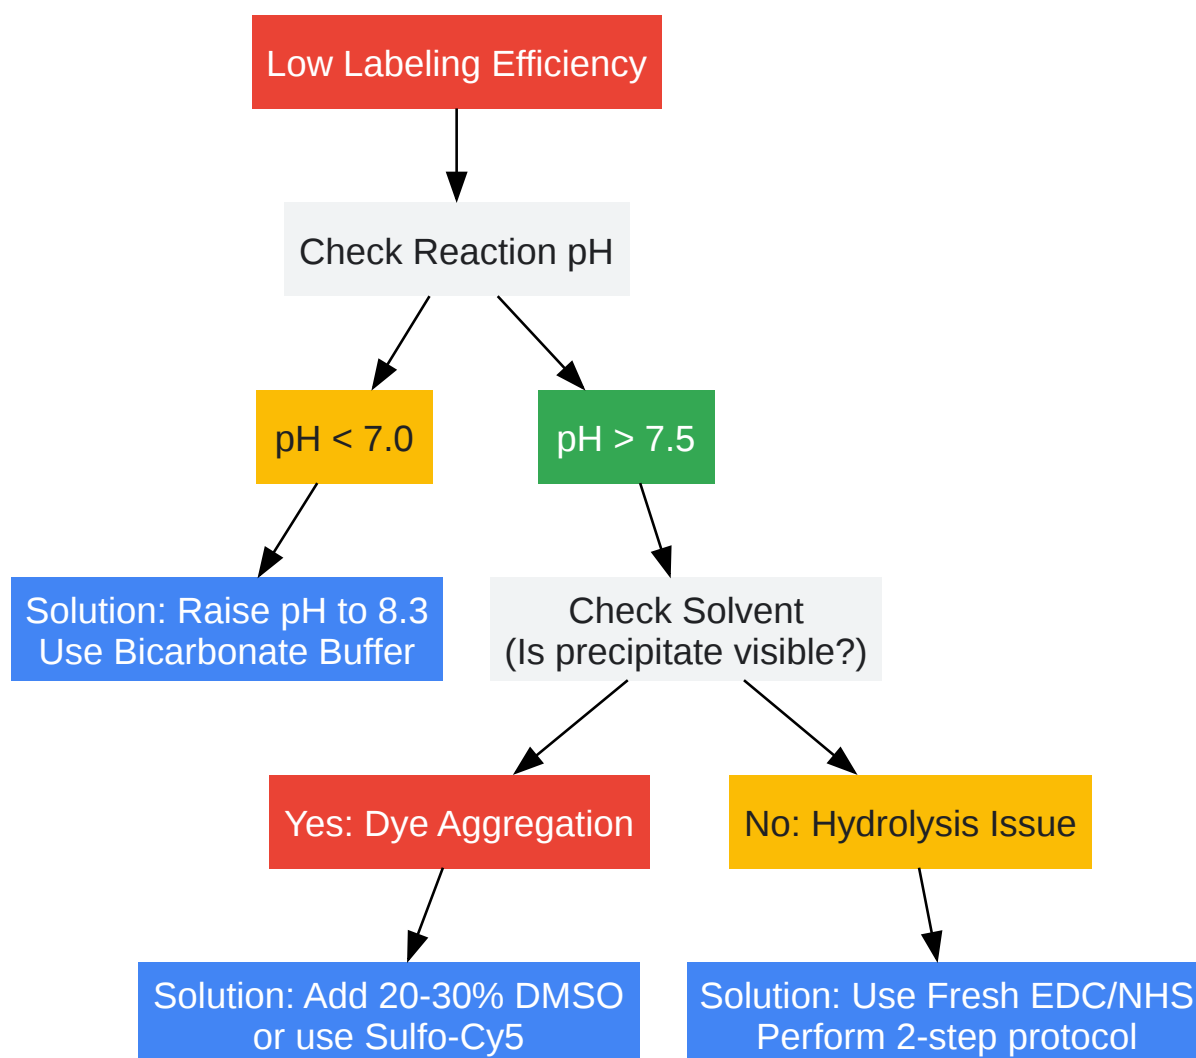 Low Labeling Efficiency
Check Reaction pH
pH < 7.0
pH > 7.5
Solution: Raise pH to 8.3
Use Bicarbonate Buffer
Check Solvent
(Is precipitate visible?)
Yes: Dye Aggregation
No: Hydrolysis Issue
Solution: Add 20-30% DMSO
or use Sulfo-Cy5
Solution: Use Fresh EDC/NHS
Perform 2-step protocol